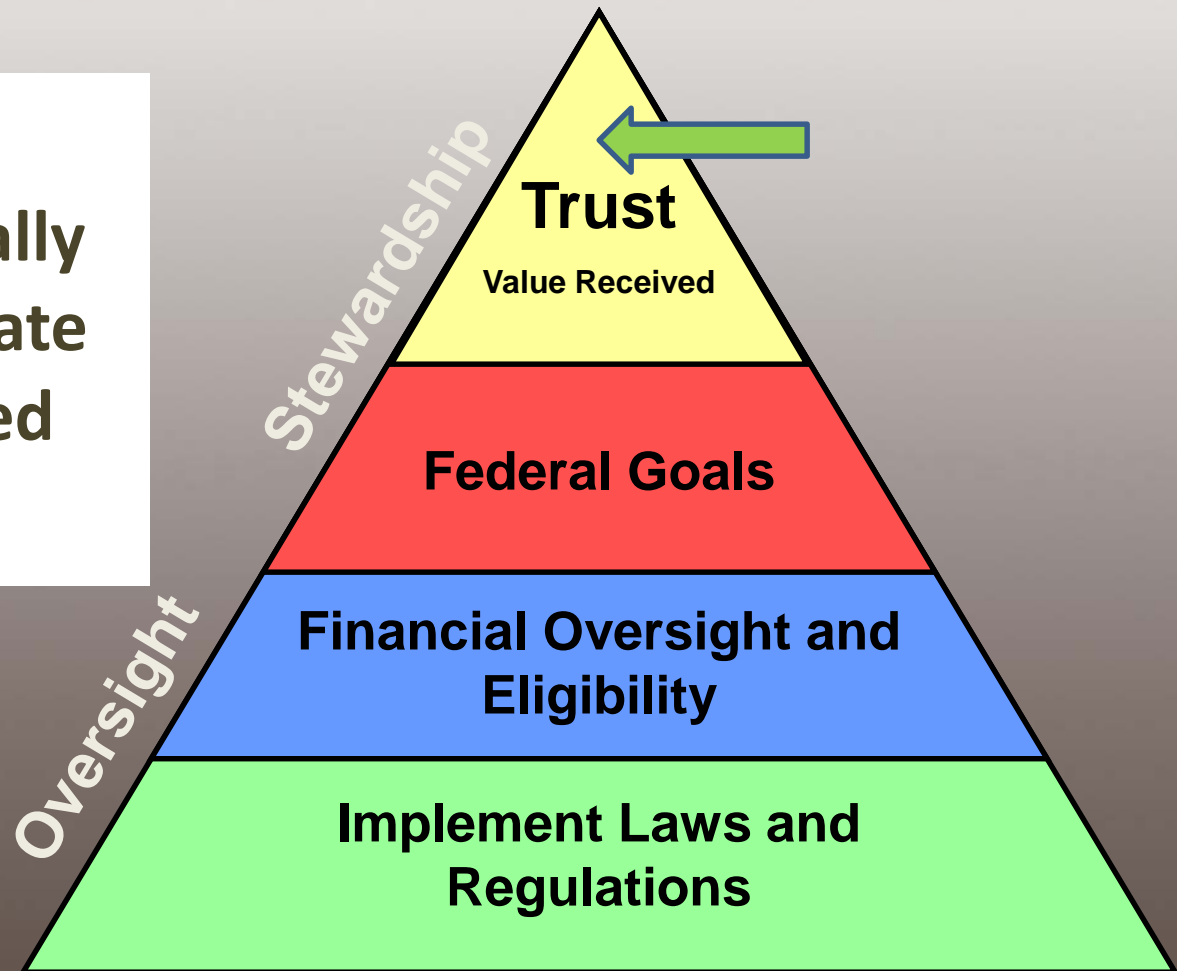 ally
ate
ed
Stewardship
Oversight
Trust
Value Received
Federal Goals
Financial Oversight and
Eligibility
Implement Laws and
Regulations